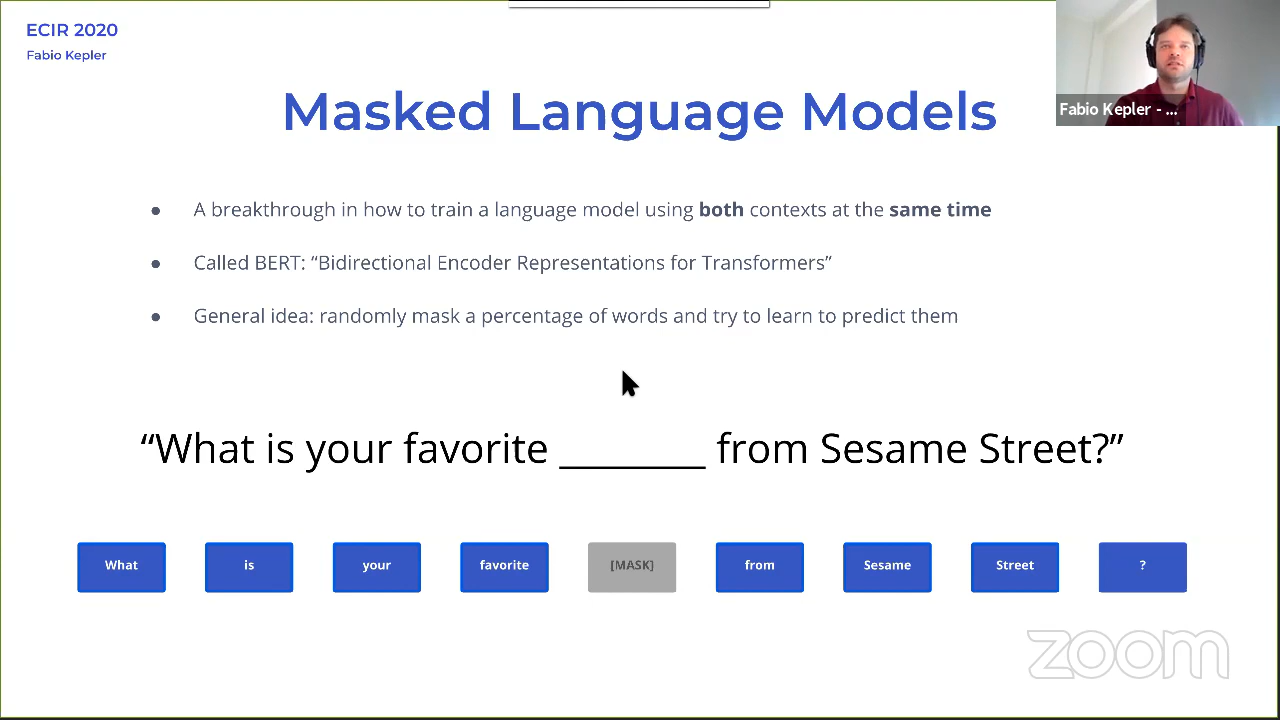 ECIR 2020
Fabio Kepler
Fabio Kepler - ...
Masked Language Models
● A breakthrough in how to train a language model using both contexts at the same time
● Called BERT: “Bidirectional Encoder Representations for Transformers”
● General idea: randomly mask a percentage of words and try to learn to predict them
“What is your favorite _______ from Sesame Street?”
What is your favorite [MASK] from Sesame Street ?
zoom